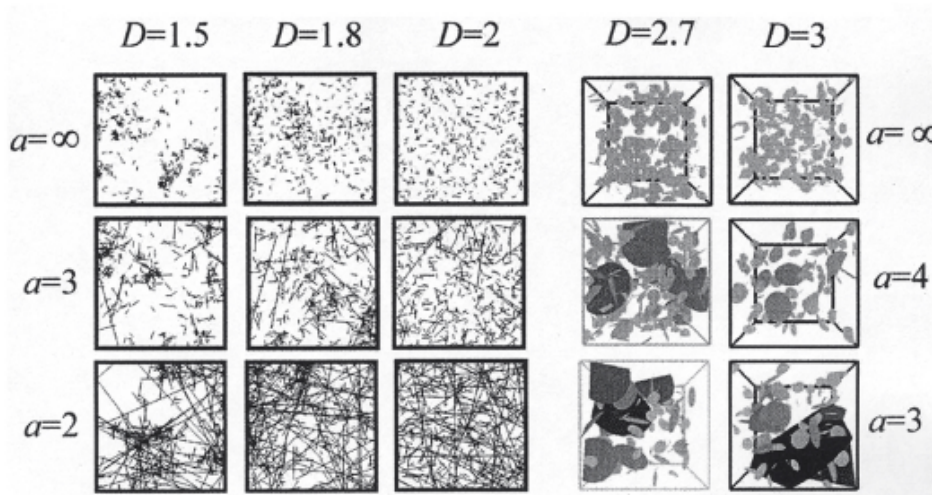 D=1.5 D=1.8 D=2 D=2.7 D=3
a=∞ a=∞
a=3 a=4
a=2 a=3